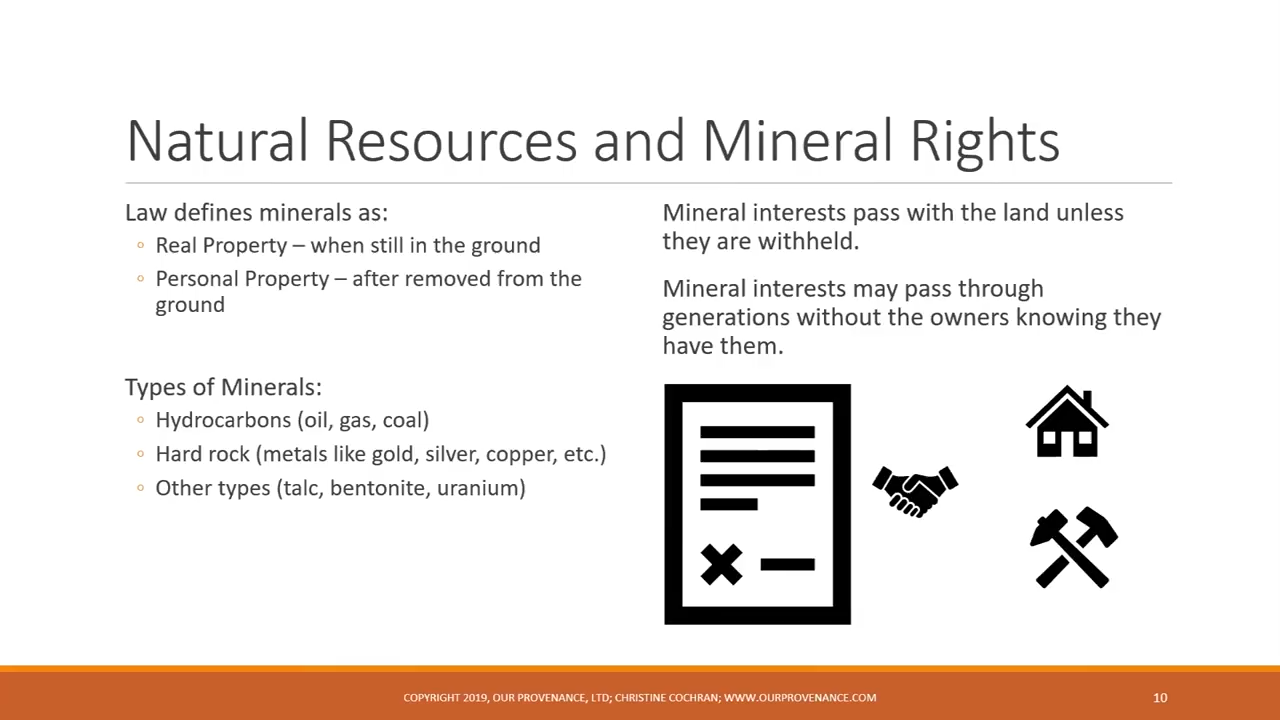 Natural Resources and Mineral Rights
Law defines minerals as:
◦ Real Property – when still in the ground
◦ Personal Property – after removed from the
ground
Types of Minerals:
◦ Hydrocarbons (oil, gas, coal)
◦ Hard rock (metals like gold, silver, copper, etc.)
◦ Other types (talc, bentonite, uranium)
Mineral interests pass with the land unless
they are withheld.
Mineral interests may pass through
generations without the owners knowing they
have them.
COPYRIGHT 2019, OUR PROVENANCE, LTD; CHRISTINE COCHRAN; WWW.OURPROVENANCE.COM
10